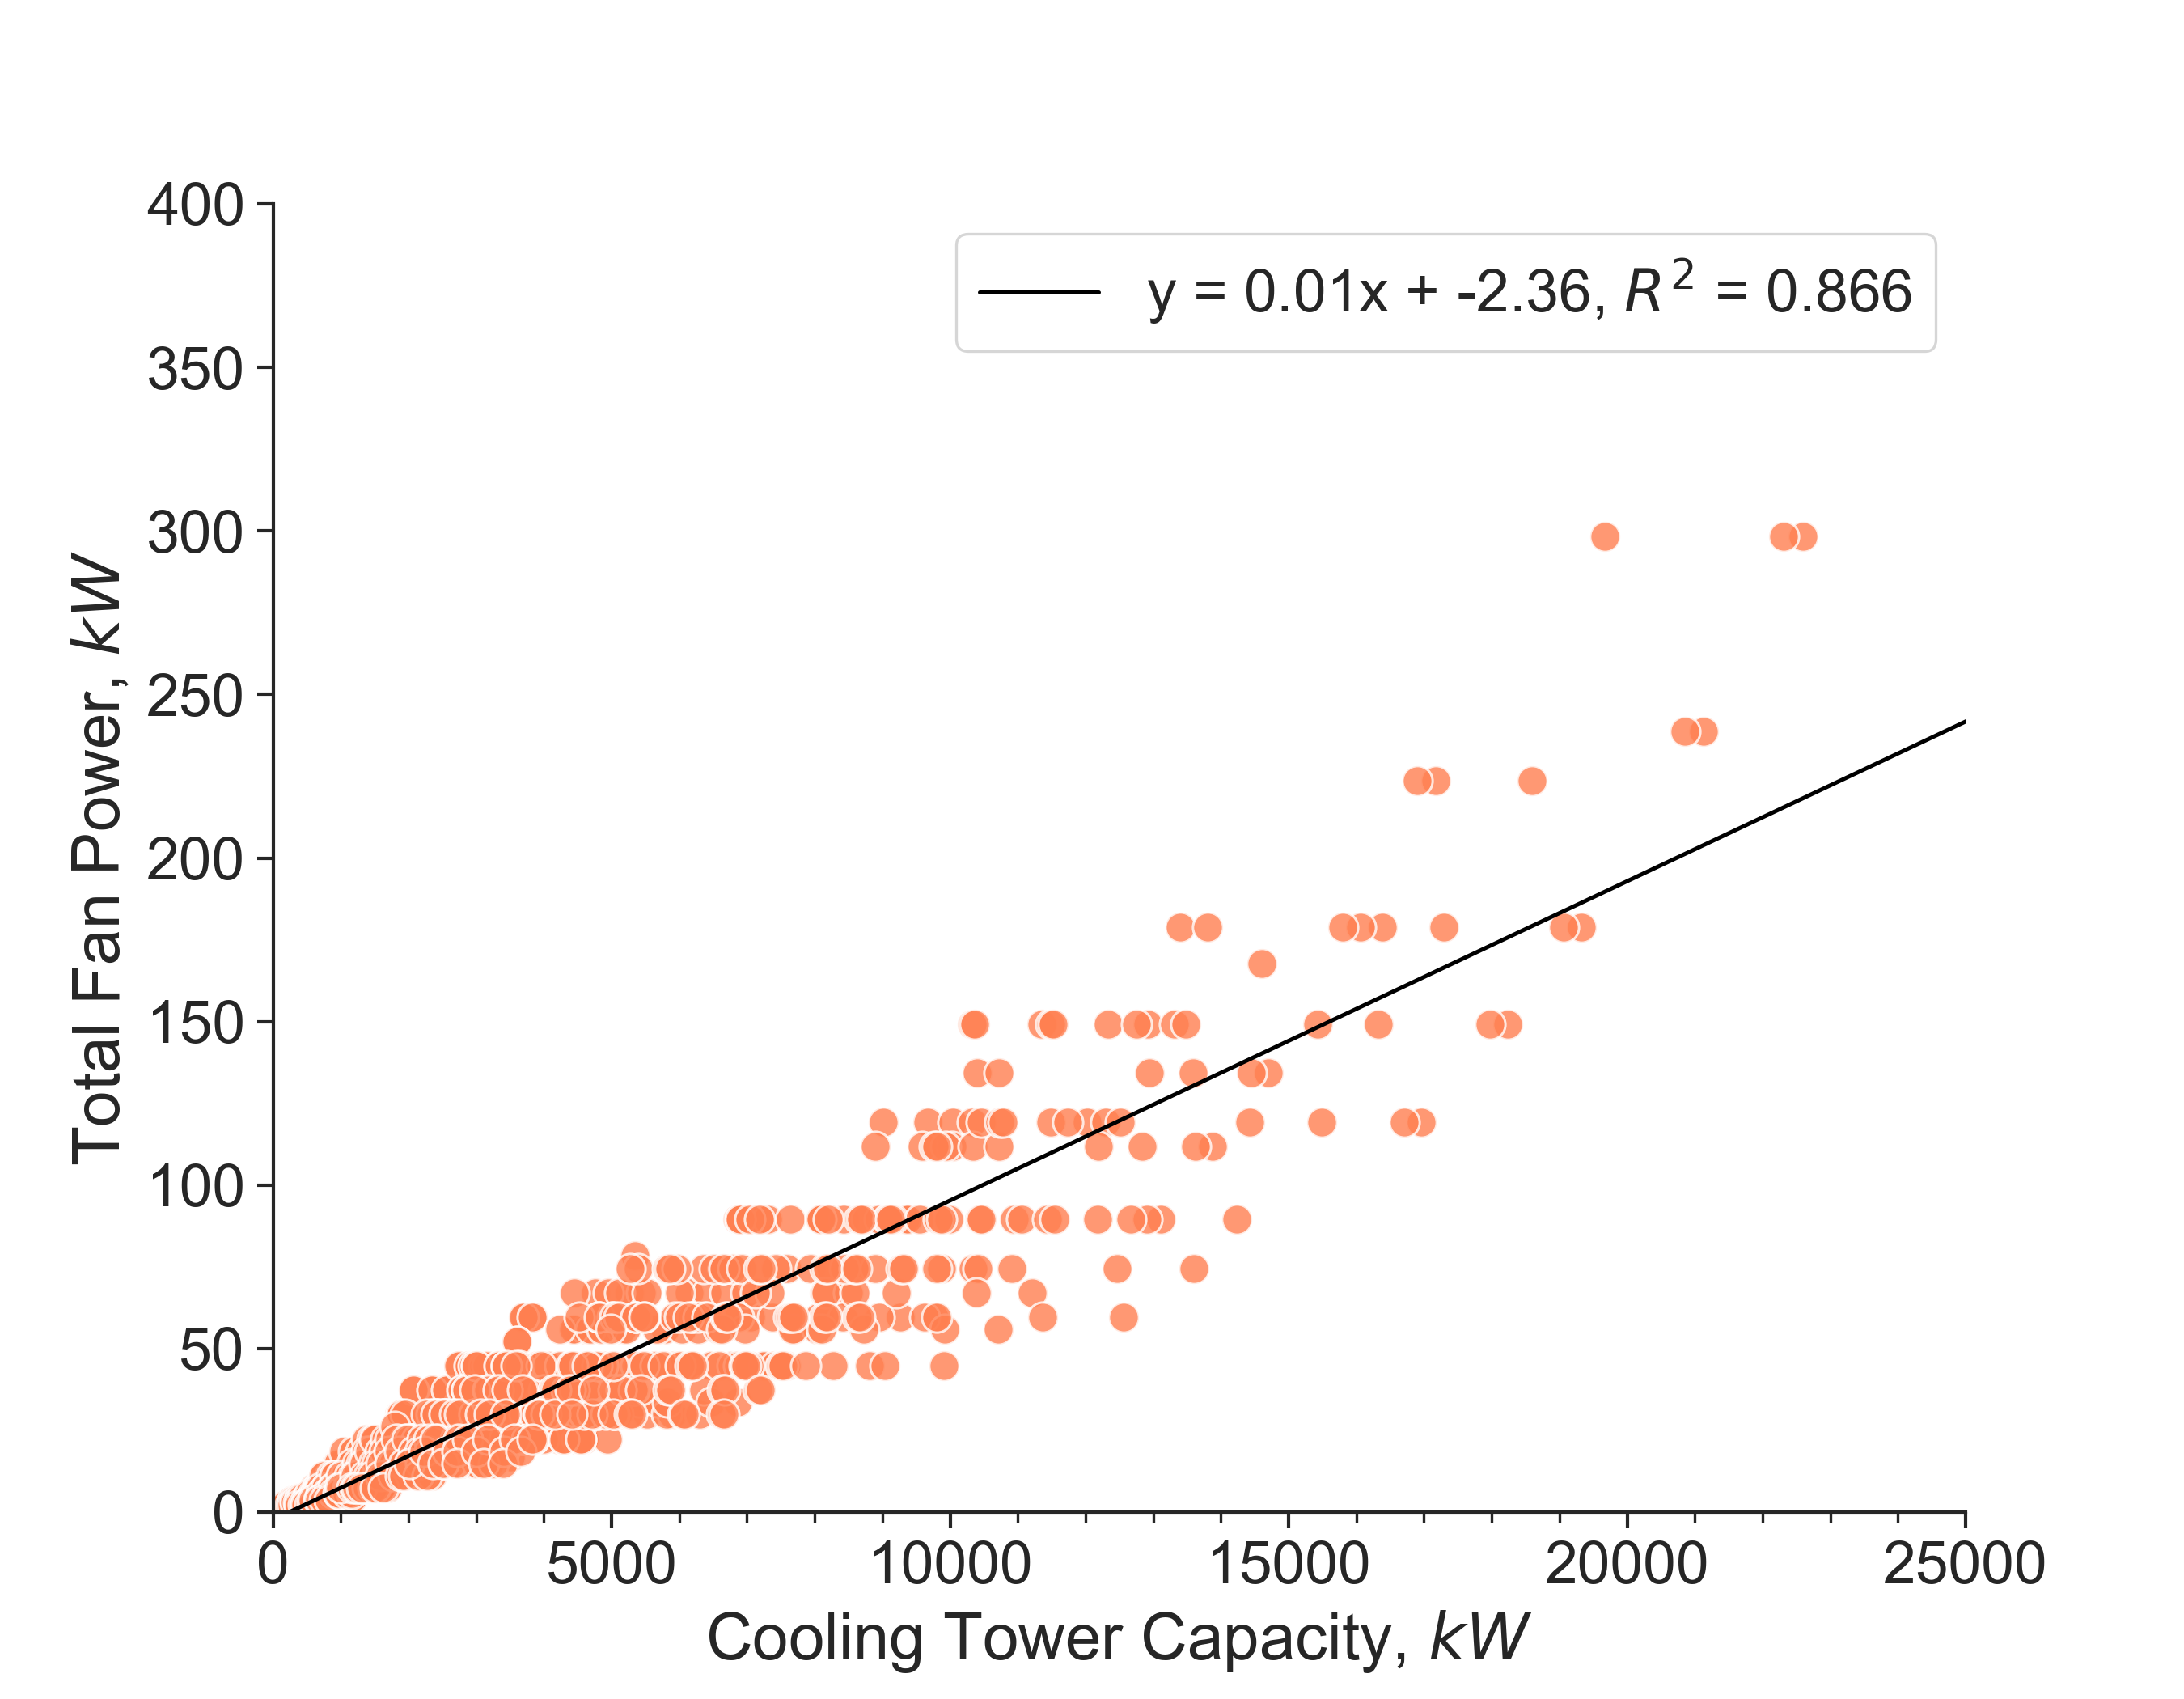 400
350
300
250
200
150
100
50
0
Total Fan Power, kW
y = 0.01x + -2.36, R² = 0.866
0 5000 10000 15000 20000 25000
Cooling Tower Capacity, kW